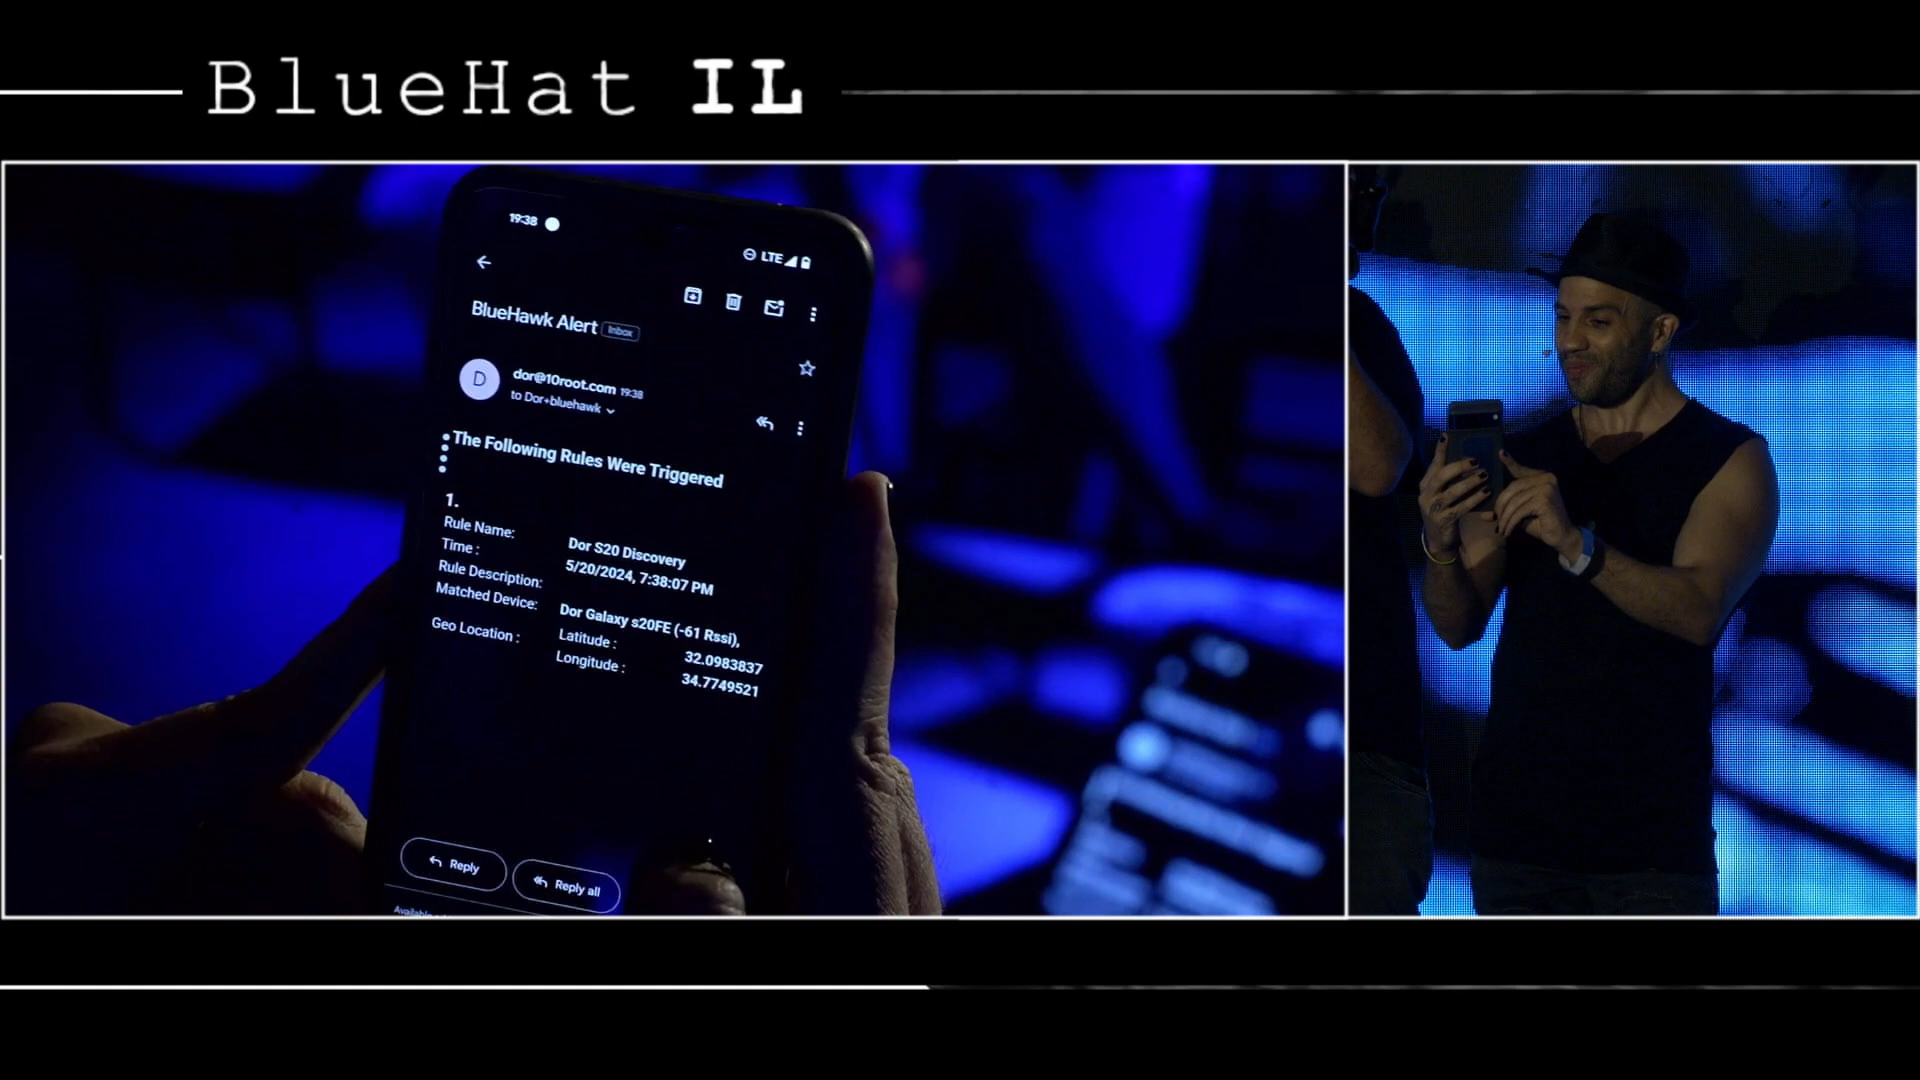 BlueHat IL
19:38
LTE
BlueHawk Alert Inbox
D
dor@10root.com 19:38
to Dor+bluehawk
The Following Rules Were Triggered
1.
Rule Name: Dor S20 Discovery
Time : 5/20/2024, 7:38:07 PM
Rule Description:
Matched Device: Dor Galaxy s20FE (-61 Rssi),
Geo Location : Latitude : 32.0983837
Longitude : 34.7749521
Reply
Reply all